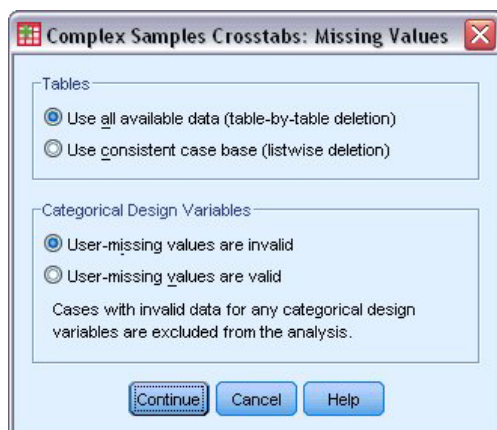 Complex Samples Crosstabs: Missing Values
Tables
Use all available data (table-by-table deletion)
Use consistent case base (listwise deletion)
Categorical Design Variables
User-missing values are invalid
User-missing values are valid
Cases with invalid data for any categorical design
variables are excluded from the analysis.
Continue Cancel Help